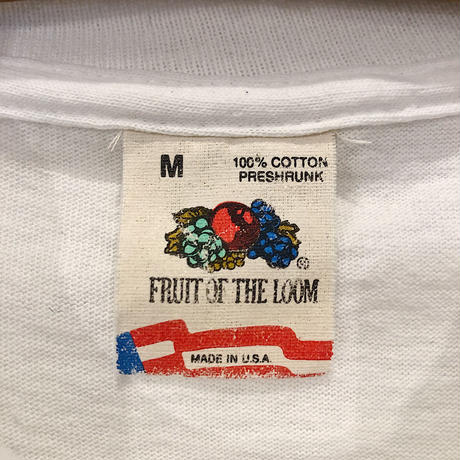 M
100% COTTON
PRESHRUNK
®
FRUIT OF THE LOOM
MADE IN U.S.A.